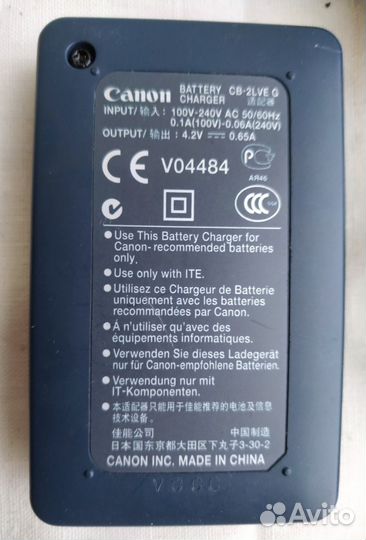 Canon BATTERY CHARGER CB-2LVE G 适配器
INPUT/输入: 100V-240V AC 50/60Hz
0.1A(100V)-0.06A(240V)
OUTPUT/输出: 4.2V 0.65A
CE V04484 PC
АЯ46
CCC
● Use This Battery Charger for
Canon- recommended batteries
only.
● Use only with ITE.
● Utilisez ce Chargeur de Batterie
uniquement avec les batteries
recommandées par Canon.
● À n'utiliser qu'avec des
équipements informatiques.
● Verwenden Sie dieses Ladegerät
nur für Canon-empfohlene Batterien.
● Verwendung nur mit
IT-Komponenten.
● 本适配器只能用于佳能推荐的电池及信息
技术设备。
佳能公司 中国制造
日本国东京都大田区下丸子3-30-2
CANON INC. MADE IN CHINA
Avito